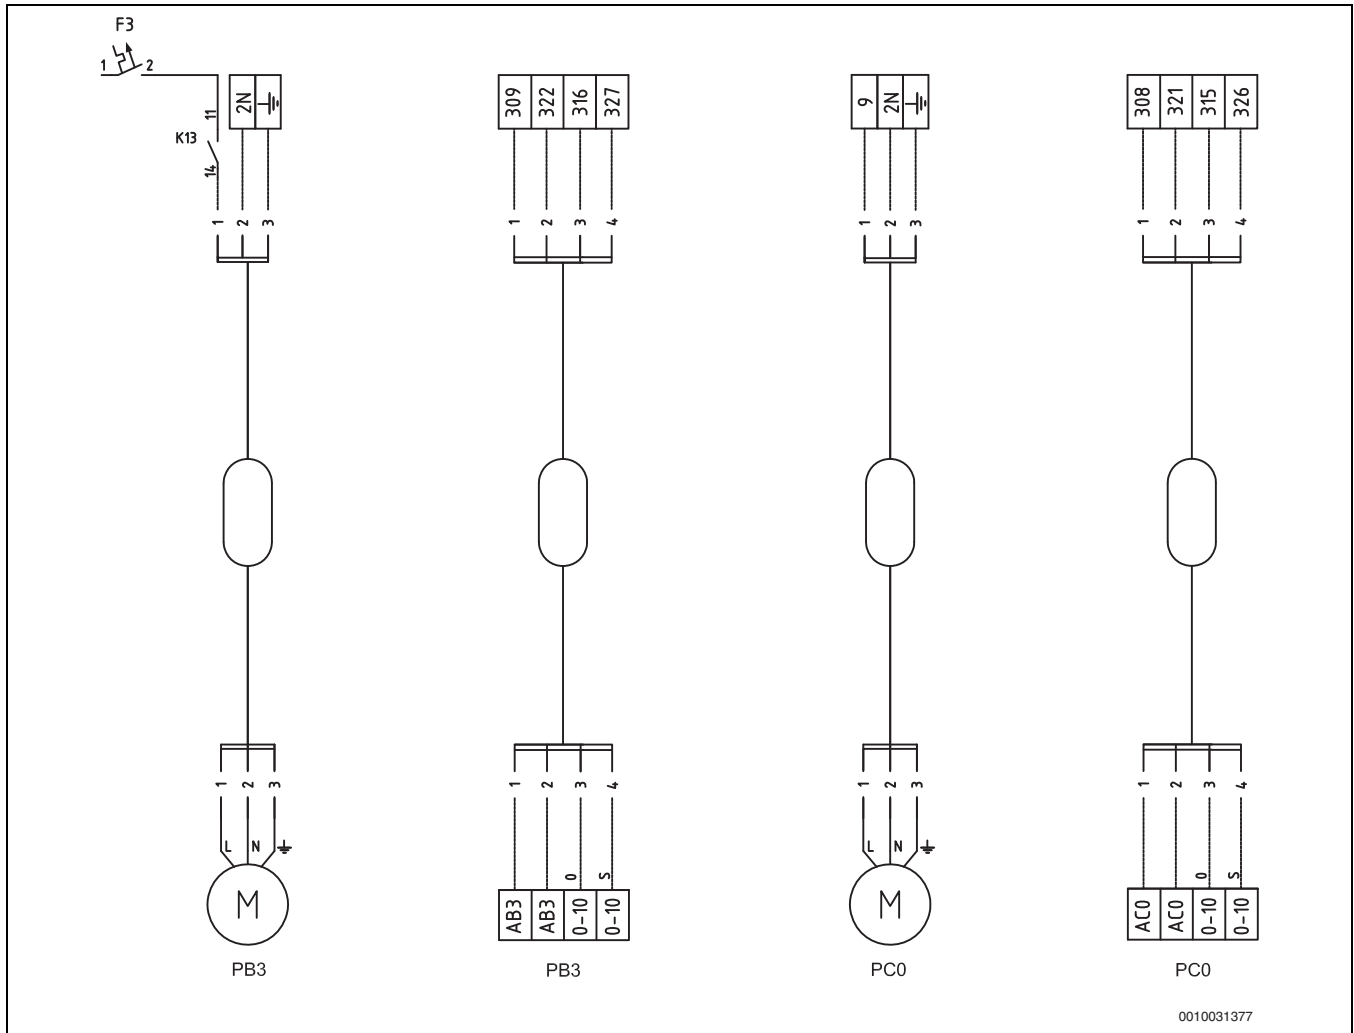 F3
1 2
11 2N
K13
14
1 2 3
309 322 316 327
1 2 3 4
9 2N
1 2 3
308 321 315 326
1 2 3 4
1 2 3
L N
M
PB3
1 2 3 4
0 S
AB3 AB3 0-10 0-10
PB3
1 2 3
L N
M
PC0
1 2 3 4
0 S
AC0 AC0 0-10 0-10
PC0
0010031377